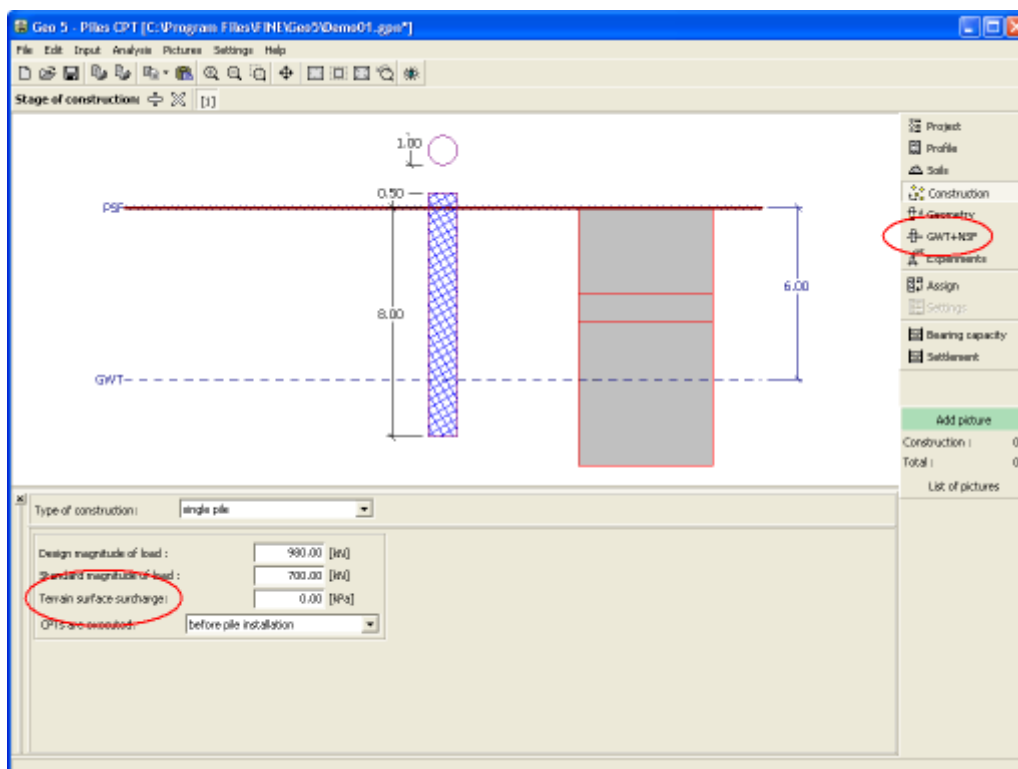 Geo 5 - Piles CPT [C:\Program Files\FINE\Geo5\Demo01.gpn*]
File Edit Input Analysis Pictures Settings Help
Stage of construction: [1]
1.00
0.50
PSF
6.00
8.00
GWT
Project
Profile
Soils
Construction
Geometry
GWT+NSF
Experiments
Assign
Settings
Bearing capacity
Settlement
Add picture
Construction : 0
Total : 0
List of pictures
Type of construction: single pile
Design magnitude of load : 980.00 [kN]
Standard magnitude of load : 700.00 [kN]
Terrain surface surcharge: 0.00 [kPa]
CPTs are executed: before pile installation